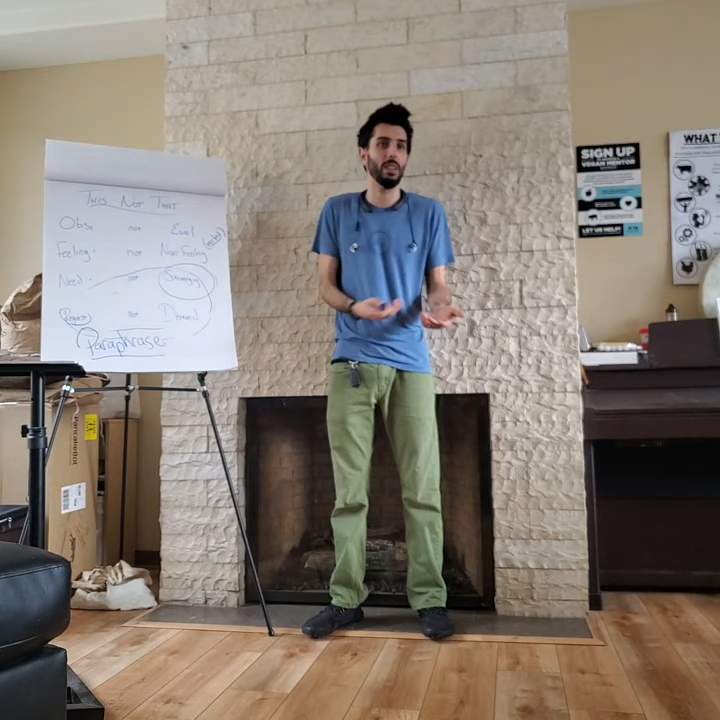 This Not That
Obs. not Eval
Feeling. not Non-Feeling
Need. not Strategy
Request not Demand
Paraphrase
PancakeBot
SIGN UP
VEGAN MENTOR
LET US HELP!
WHAT